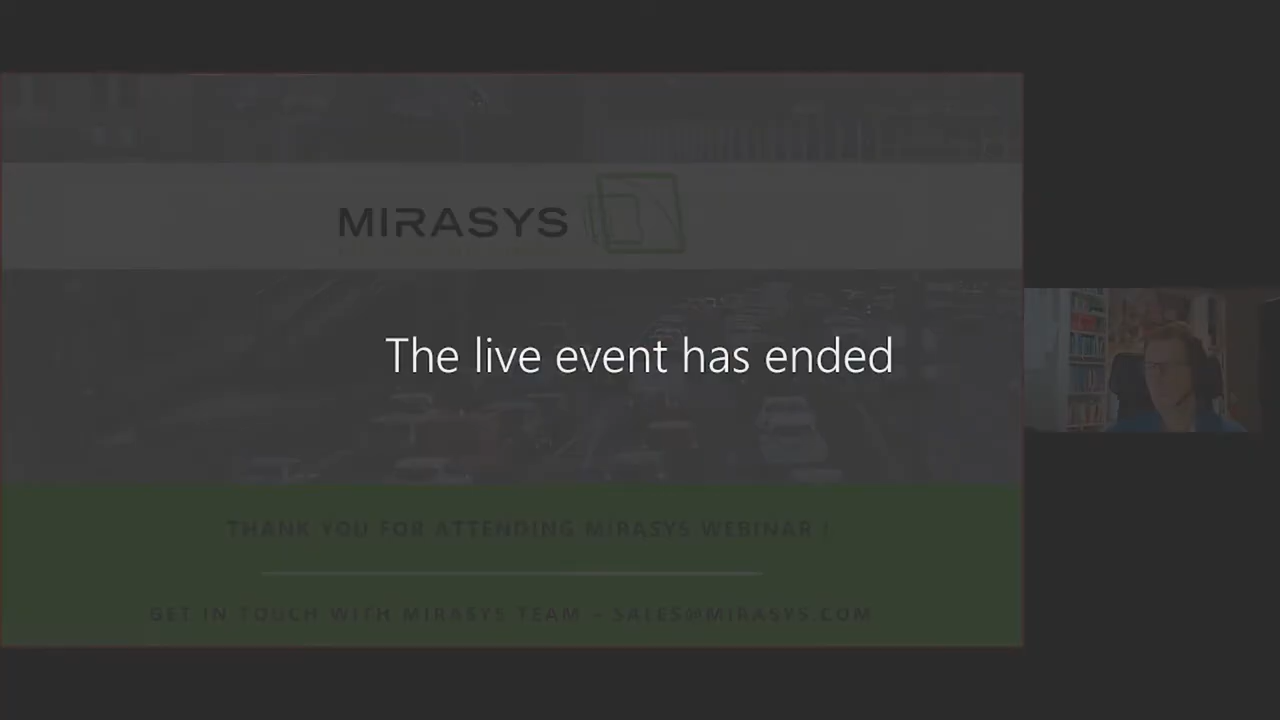 MIRASYS
The live event has ended
THANK YOU FOR ATTENDING MIRASYS WEBINAR !
GET IN TOUCH WITH MIRASYS TEAM - SALES@MIRASYS.COM